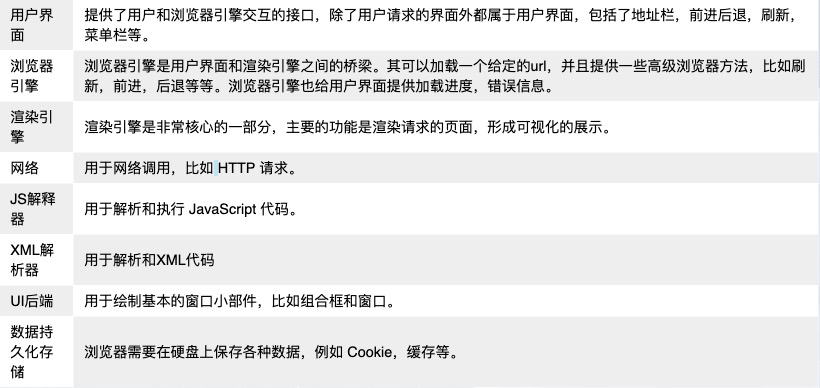 用户界面
提供了用户和浏览器引擎交互的接口，除了用户请求的界面外都属于用户界面，包括了地址栏，前进后退，刷新，
菜单栏等。
浏览器引擎
浏览器引擎是用户界面和渲染引擎之间的桥梁。其可以加载一个给定的url，并且提供一些高级浏览器方法，比如刷
新，前进，后退等等。浏览器引擎也给用户界面提供加载进度，错误信息。
渲染引擎
渲染引擎是非常核心的一部分，主要的功能是渲染请求的页面，形成可视化的展示。
网络
用于网络调用，比如 HTTP 请求。
JS解释器
用于解析和执行 JavaScript 代码。
XML解析器
用于解析和XML代码
UI后端
用于绘制基本的窗口小部件，比如组合框和窗口。
数据持久化存储
浏览器需要在硬盘上保存各种数据，例如 Cookie，缓存等。